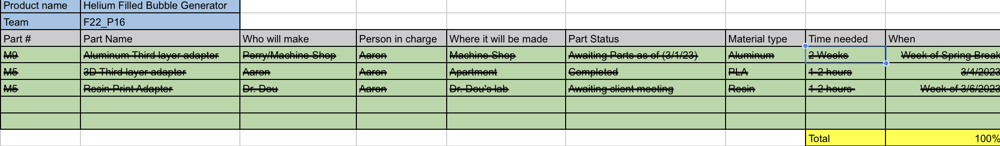 Product name Helium Filled Bubble Generator
Team F22_P16
Part # Part Name Who will make Person in charge Where it will be made Part Status Material type Time needed When
M9 Aluminum Third layer adapter Perry/Machine Shop Aaron Machine Shop Awaiting Parts as of (3/1/23) Aluminum 2 Weeks Week of Spring Break
M5 3D Third layer adapter Aaron Aaron Apartment Completed PLA 1-2 hours 3/4/2023
M5 Resin Print Adapter Dr. Dou Aaron Dr. Dou's lab Awaiting client meeting Resin 1-2 hours Week of 3/6/2023
Total 100%